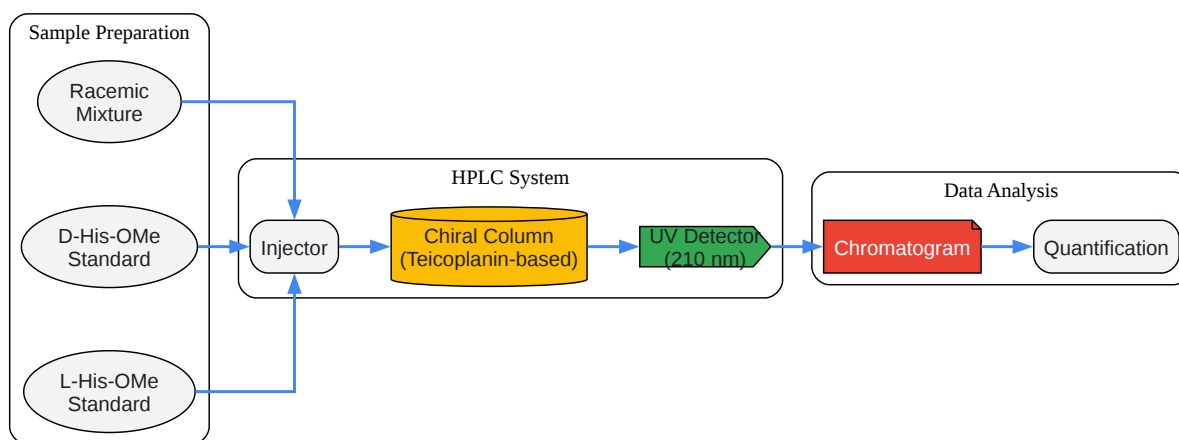 Sample Preparation
Racemic
Mixture
D-His-OMe
Standard
L-His-OMe
Standard
HPLC System
Injector
Chiral Column
(Teicoplanin-based)
UV Detector
(210 nm)
Data Analysis
Chromatogram
Quantification